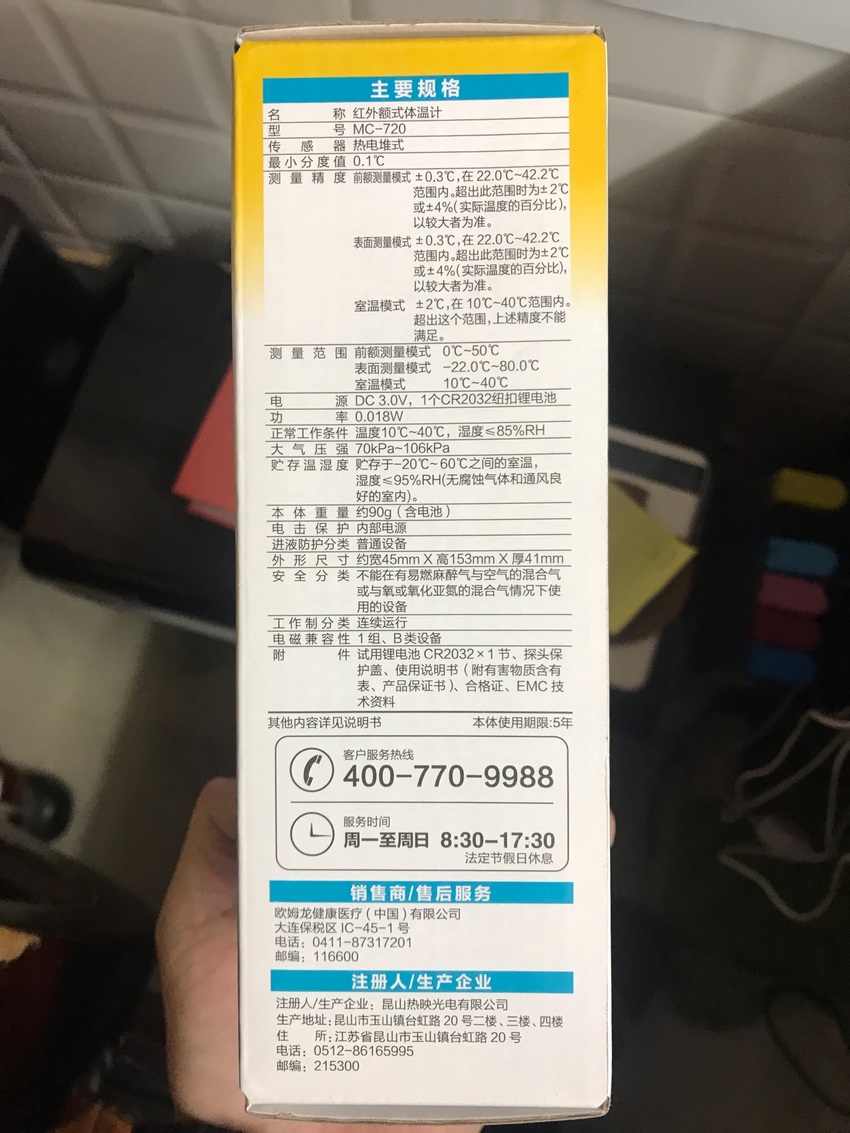 主要规格
名称 红外额式体温计
型号 MC-720
传感器 热电堆式
最小分度值 0.1℃
测量精度 前额测量模式 ±0.3℃,在 22.0℃~42.2℃
范围内。超出此范围时为±2℃
或±4%(实际温度的百分比),
以较大者为准。
表面测量模式 ±0.3℃,在 22.0℃~42.2℃
范围内。超出此范围时为±2℃
或±4%(实际温度的百分比),
以较大者为准。
室温模式 ±2℃,在 10℃~40℃范围内。
超出这个范围,上述精度不能
满足。
测量范围 前额测量模式 0℃~50℃
表面测量模式 -22.0℃~80.0℃
室温模式 10℃~40℃
电源 DC 3.0V，1个CR2032纽扣锂电池
功率 0.018W
正常工作条件 温度10℃~40℃，湿度≤85%RH
大气压强 70kPa~106kPa
贮存温湿度 贮存于-20℃~60℃之间的室温，
湿度≤95%RH(无腐蚀气体和通风良
好的室内)。
本体重量 约90g（含电池）
电击保护 内部电源
进液防护分类 普通设备
外形尺寸 约宽45mm X 高153mm X 厚41mm
安全分类 不能在有易燃麻醉气与空气的混合气
或与氧或氧化亚氮的混合气情况下使
用的设备
工作制分类 连续运行
电磁兼容性 1 组、B类设备
附件 试用锂电池 CR2032×1 节、探头保
护盖、使用说明书（附有害物质含有
表、产品保证书）、合格证、EMC 技
术资料
其他内容详见说明书 本体使用期限:5年
客户服务热线
400-770-9988
服务时间
周一至周日 8:30-17:30
法定节假日休息
销售商/售后服务
欧姆龙健康医疗（中国）有限公司
大连保税区 IC-45-1 号
电话：0411-87317201
邮编：116600
注册人/生产企业
注册人/生产企业：昆山热映光电有限公司
生产地址:昆山市玉山镇台虹路 20 号二楼、三楼、四楼
住所:江苏省昆山市玉山镇台虹路 20 号
电话：0512-86165995
邮编：215300